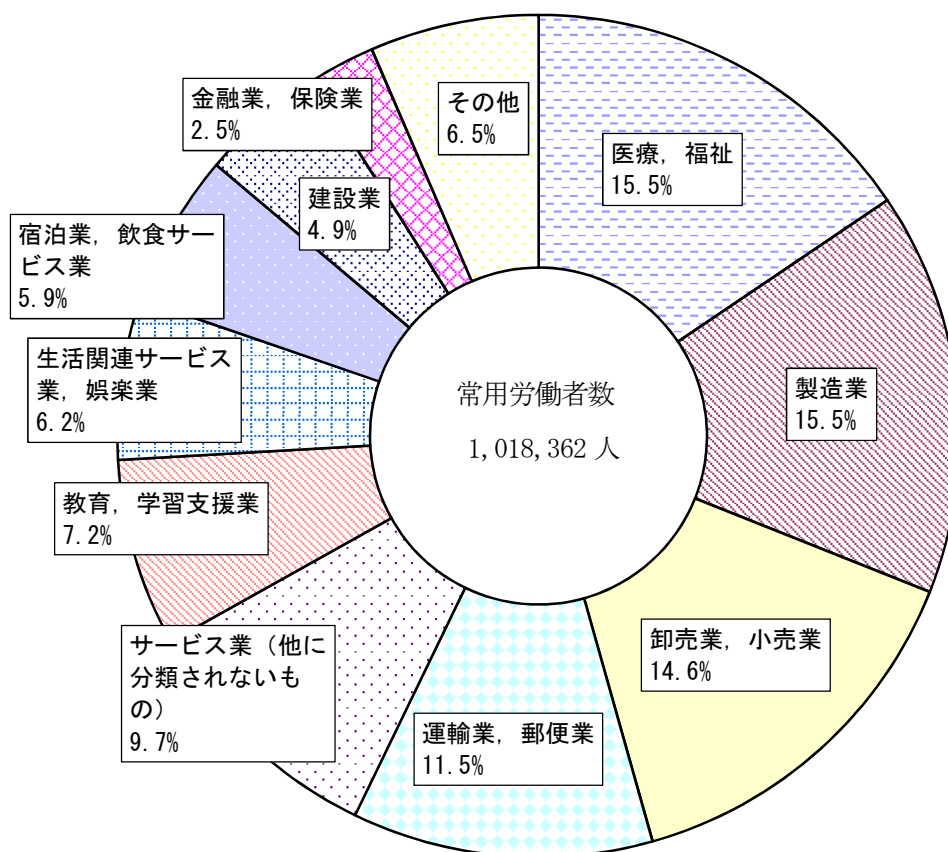 金融業，保険業
2.5%
その他
6.5%
医療，福祉
15.5%
建設業
4.9%
宿泊業，飲食サー
ビス業
5.9%
生活関連サービス
業，娯楽業
6.2%
常用労働者数
1,018,362 人
製造業
15.5%
教育，学習支援業
7.2%
サービス業（他に
分類されないも
の）
9.7%
卸売業，小売業
14.6%
運輸業，郵便業
11.5%